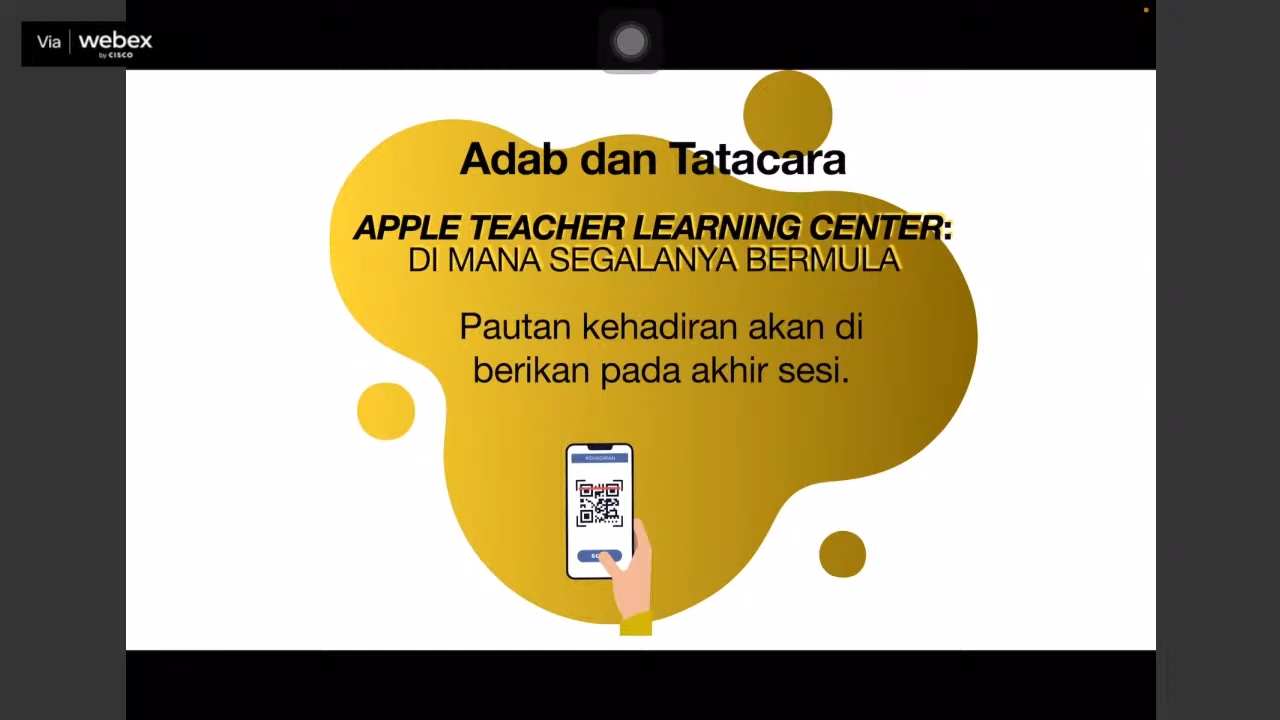 Via webex
by CISCO
Adab dan Tatacara
APPLE TEACHER LEARNING CENTER:
DI MANA SEGALANYA BERMULA
Pautan kehadiran akan di
berikan pada akhir sesi.
KEHADIRAN